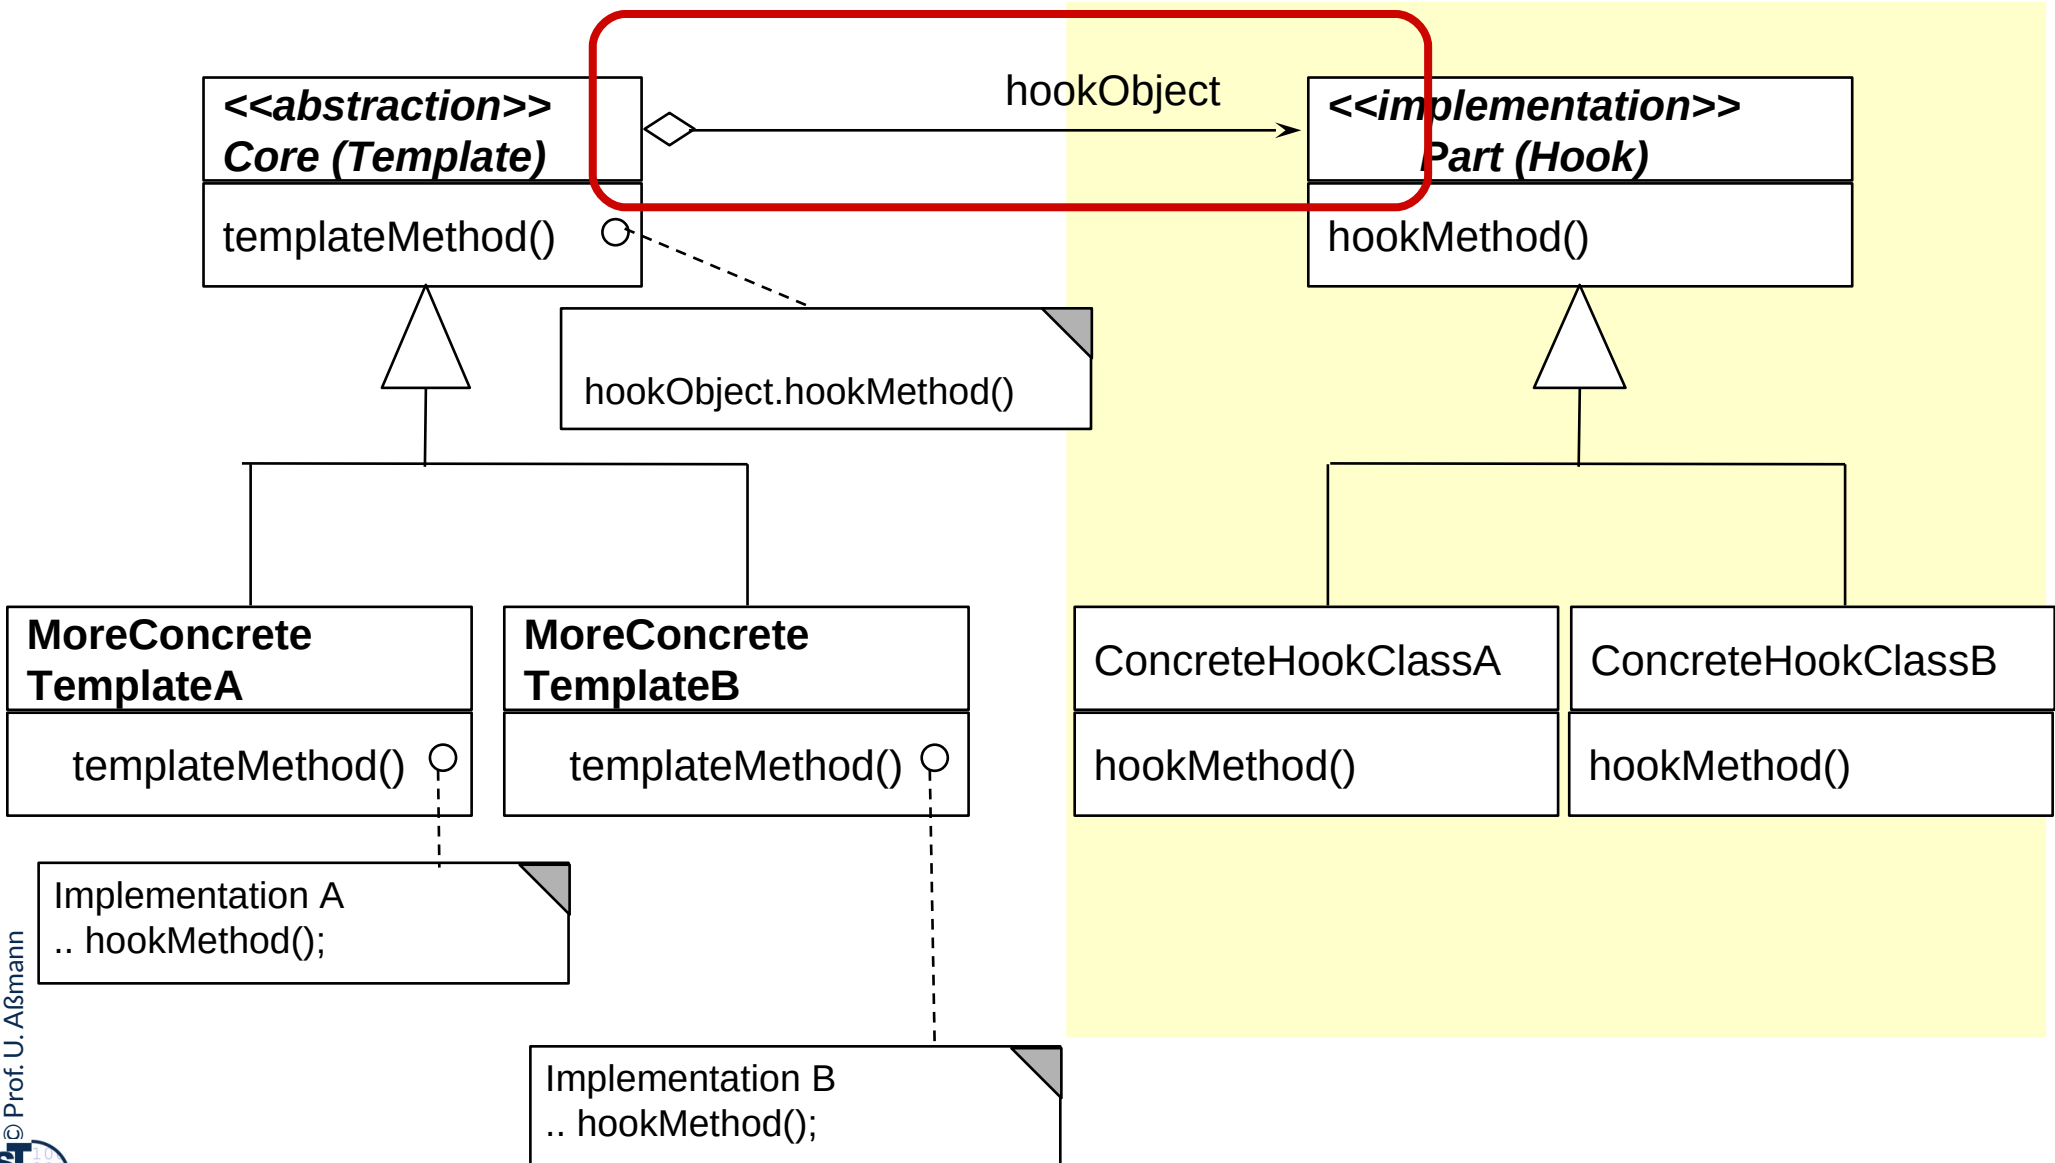 hookObject
<<abstraction>>
Core (Template)
<<implementation>>
Part (Hook)
templateMethod()
hookMethod()
hookObject.hookMethod()
MoreConcrete
TemplateA
MoreConcrete
TemplateB
ConcreteHookClassA
ConcreteHookClassB
templateMethod()
templateMethod()
hookMethod()
hookMethod()
Implementation A
.. hookMethod();
Implementation B
.. hookMethod();
© Prof. U. Aßmann